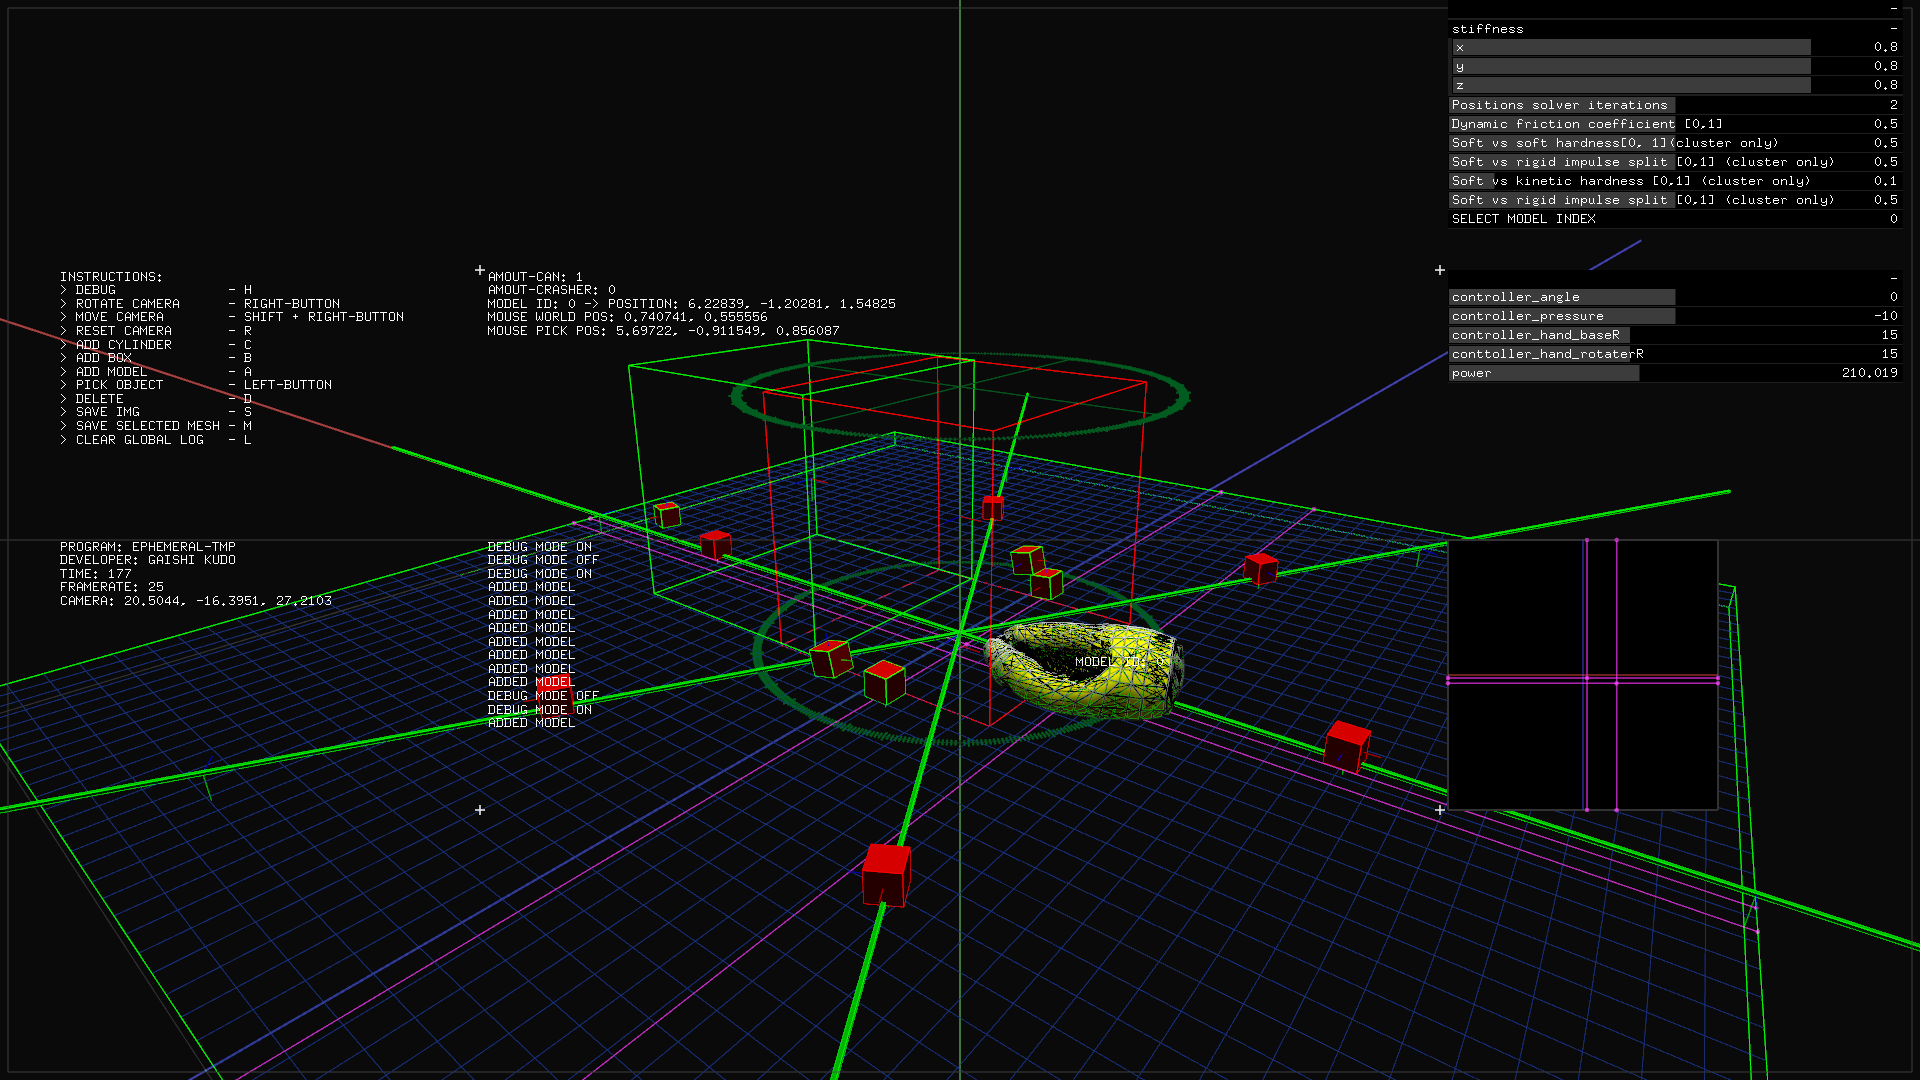 stiffness -
x 0.8
y 0.8
z 0.8
Positions solver iterations 2
Dynamic friction coefficient [0,1] 0.5
Soft vs soft hardness[0, 1](cluster only) 0.5
Soft vs rigid impulse split [0,1] (cluster only) 0.5
Soft vs kinetic hardness [0,1] (cluster only) 0.1
Soft vs rigid impulse split [0,1] (cluster only) 0.5
SELECT MODEL INDEX 0
INSTRUCTIONS:
> DEBUG - H
> ROTATE CAMERA - RIGHT-BUTTON
> MOVE CAMERA - SHIFT + RIGHT-BUTTON
> RESET CAMERA - R
> ADD CYLINDER - C
> ADD BOX - B
> ADD MODEL - A
> PICK OBJECT - LEFT-BUTTON
> DELETE - D
> SAVE IMG - S
> SAVE SELECTED MESH - M
> CLEAR GLOBAL LOG - L
AMOUT-CAN: 1
AMOUT-CRASHER: 0
MODEL ID: 0 -> POSITION: 6.22839, -1.20281, 1.54825
MOUSE WORLD POS: 0.740741, 0.555556
MOUSE PICK POS: 5.69722, -0.911549, 0.856087
controller_angle 0
controller_pressure -10
controller_hand_baseR 15
conttoller_hand_rotaterR 15
power 210.019
PROGRAM: EPHEMERAL-TMP
DEVELOPER: GAISHI KUDO
TIME: 177
FRAMERATE: 25
CAMERA: 20.5044, -16.3951, 27.2103
DEBUG MODE ON
DEBUG MODE OFF
DEBUG MODE ON
ADDED MODEL
ADDED MODEL
ADDED MODEL
ADDED MODEL
ADDED MODEL
ADDED MODEL
ADDED MODEL
ADDED MODEL
DEBUG MODE OFF
DEBUG MODE ON
ADDED MODEL
MODEL ID: 0